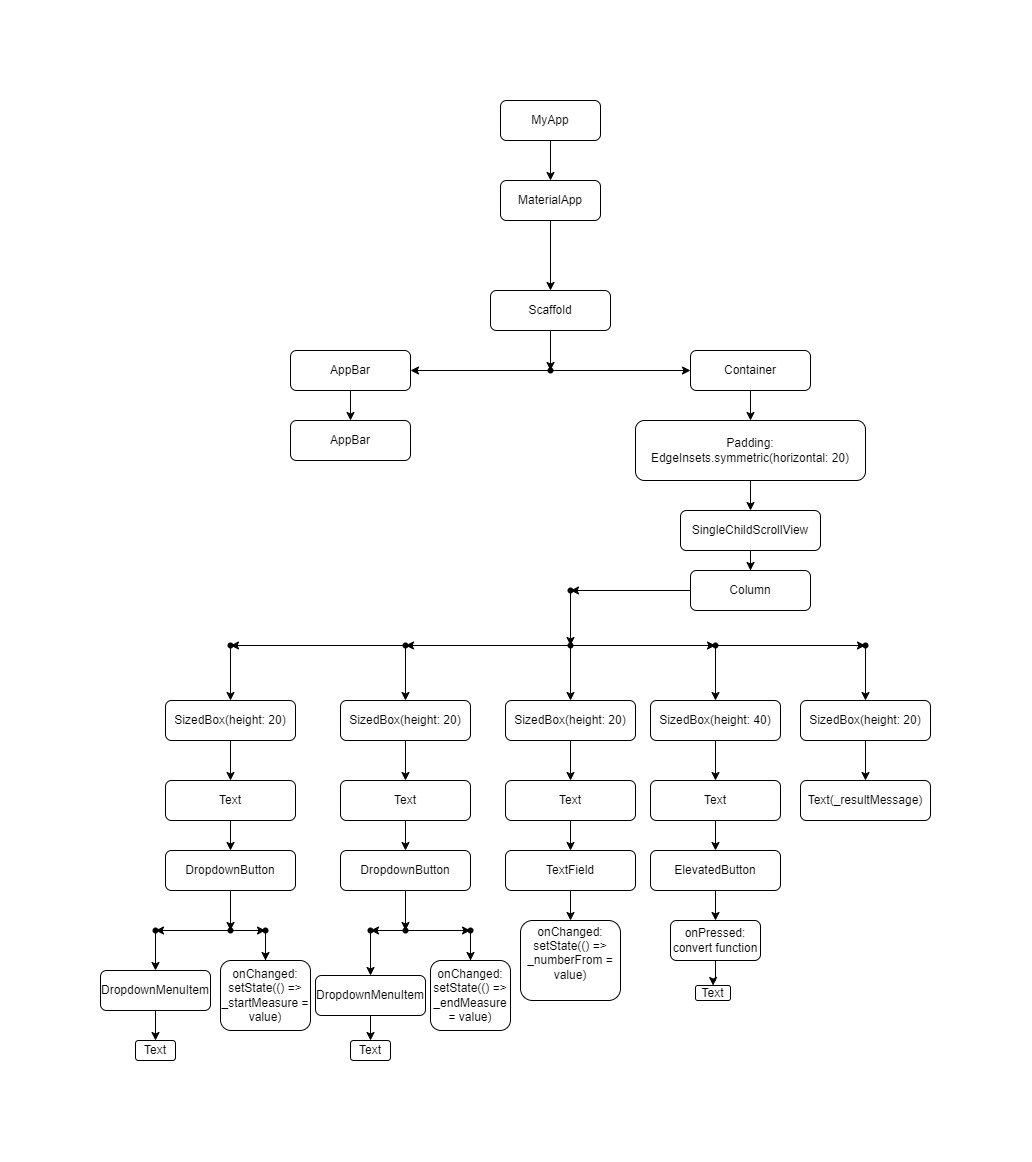 MyApp
MaterialApp
Scaffold
AppBar
Container
AppBar
Padding:
EdgeInsets.symmetric(horizontal: 20)
SingleChildScrollView
Column
SizedBox(height: 20)
SizedBox(height: 20)
SizedBox(height: 20)
SizedBox(height: 40)
SizedBox(height: 20)
Text
Text
Text
Text
Text(_resultMessage)
DropdownButton
DropdownButton
TextField
ElevatedButton
onChanged:
setState(() =>
_numberFrom =
value)
onPressed:
convert function
DropdownMenuItem
onChanged:
setState(() =>
_startMeasure =
value)
DropdownMenuItem
onChanged:
setState(() =>
_endMeasure
= value)
Text
Text
Text